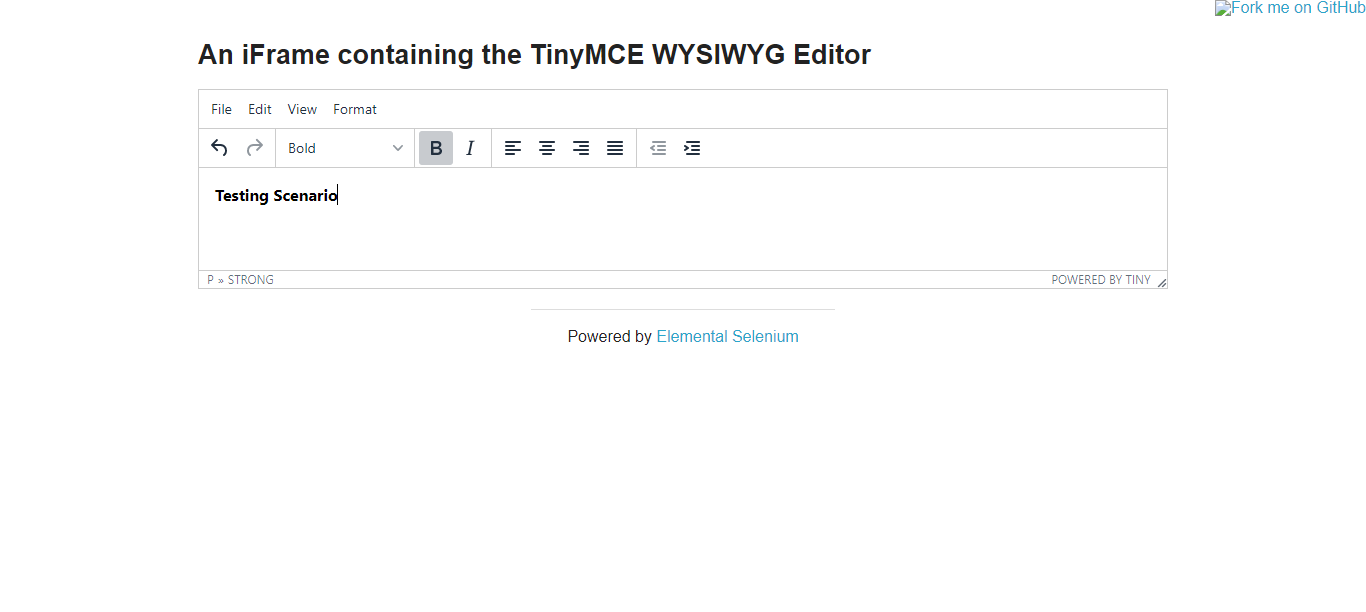 Fork me on GitHub
An iFrame containing the TinyMCE WYSIWYG Editor
File Edit View Format
Bold B I
Testing Scenario
P » STRONG POWERED BY TINY
Powered by Elemental Selenium